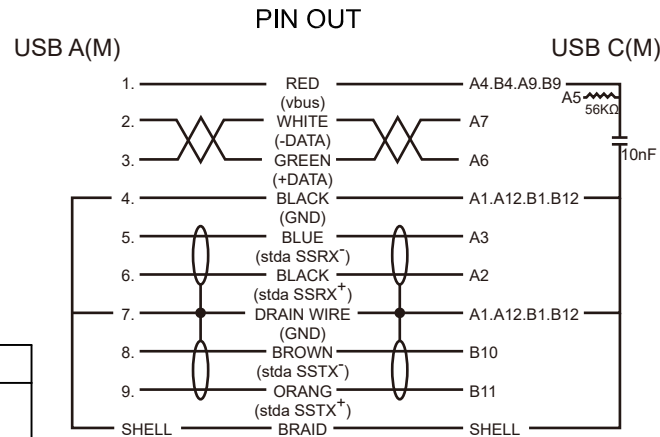 PIN OUT
USB A(M) USB C(M)
1. RED A4.B4.A9.B9
(vbus) A5 56KΩ
2. WHITE A7
(-DATA) 10nF
3. GREEN A6
(+DATA)
4. BLACK A1.A12.B1.B12
(GND)
5. BLUE A3
(stda SSRX-)
6. BLACK A2
(stda SSRX+)
7. DRAIN WIRE A1.A12.B1.B12
(GND)
8. BROWN B10
(stda SSTX-)
9. ORANG B11
(stda SSTX+)
SHELL BRAID SHELL